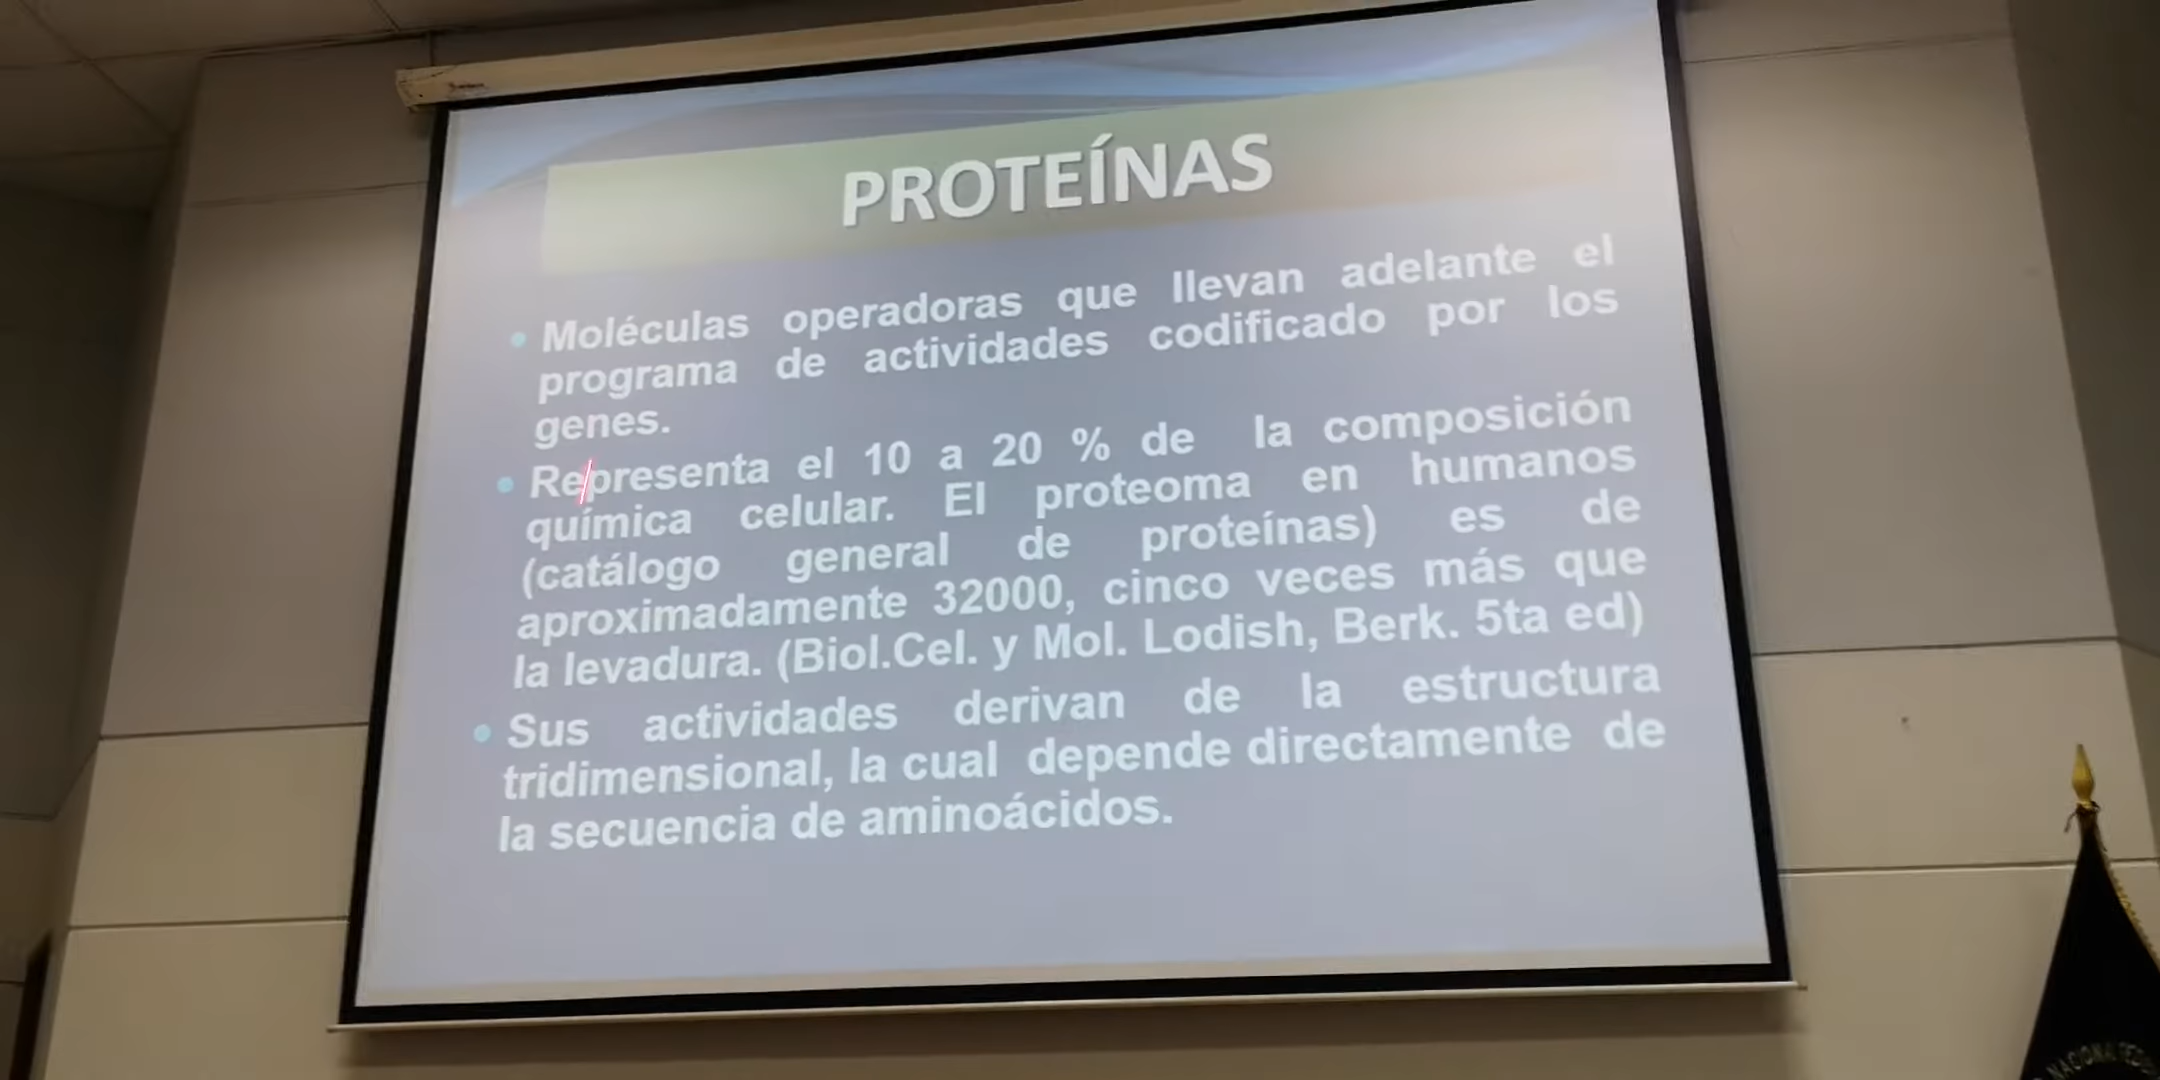 PROTEÍNAS
• Moléculas operadoras que llevan adelante el
programa de actividades codificado por los
genes.
• Representa el 10 a 20 % de la composición
química celular. El proteoma en humanos
(catálogo general de proteínas) es de
aproximadamente 32000, cinco veces más que
la levadura. (Biol.Cel. y Mol. Lodish, Berk. 5ta ed)
• Sus actividades derivan de la estructura
tridimensional, la cual depende directamente de
la secuencia de aminoácidos.